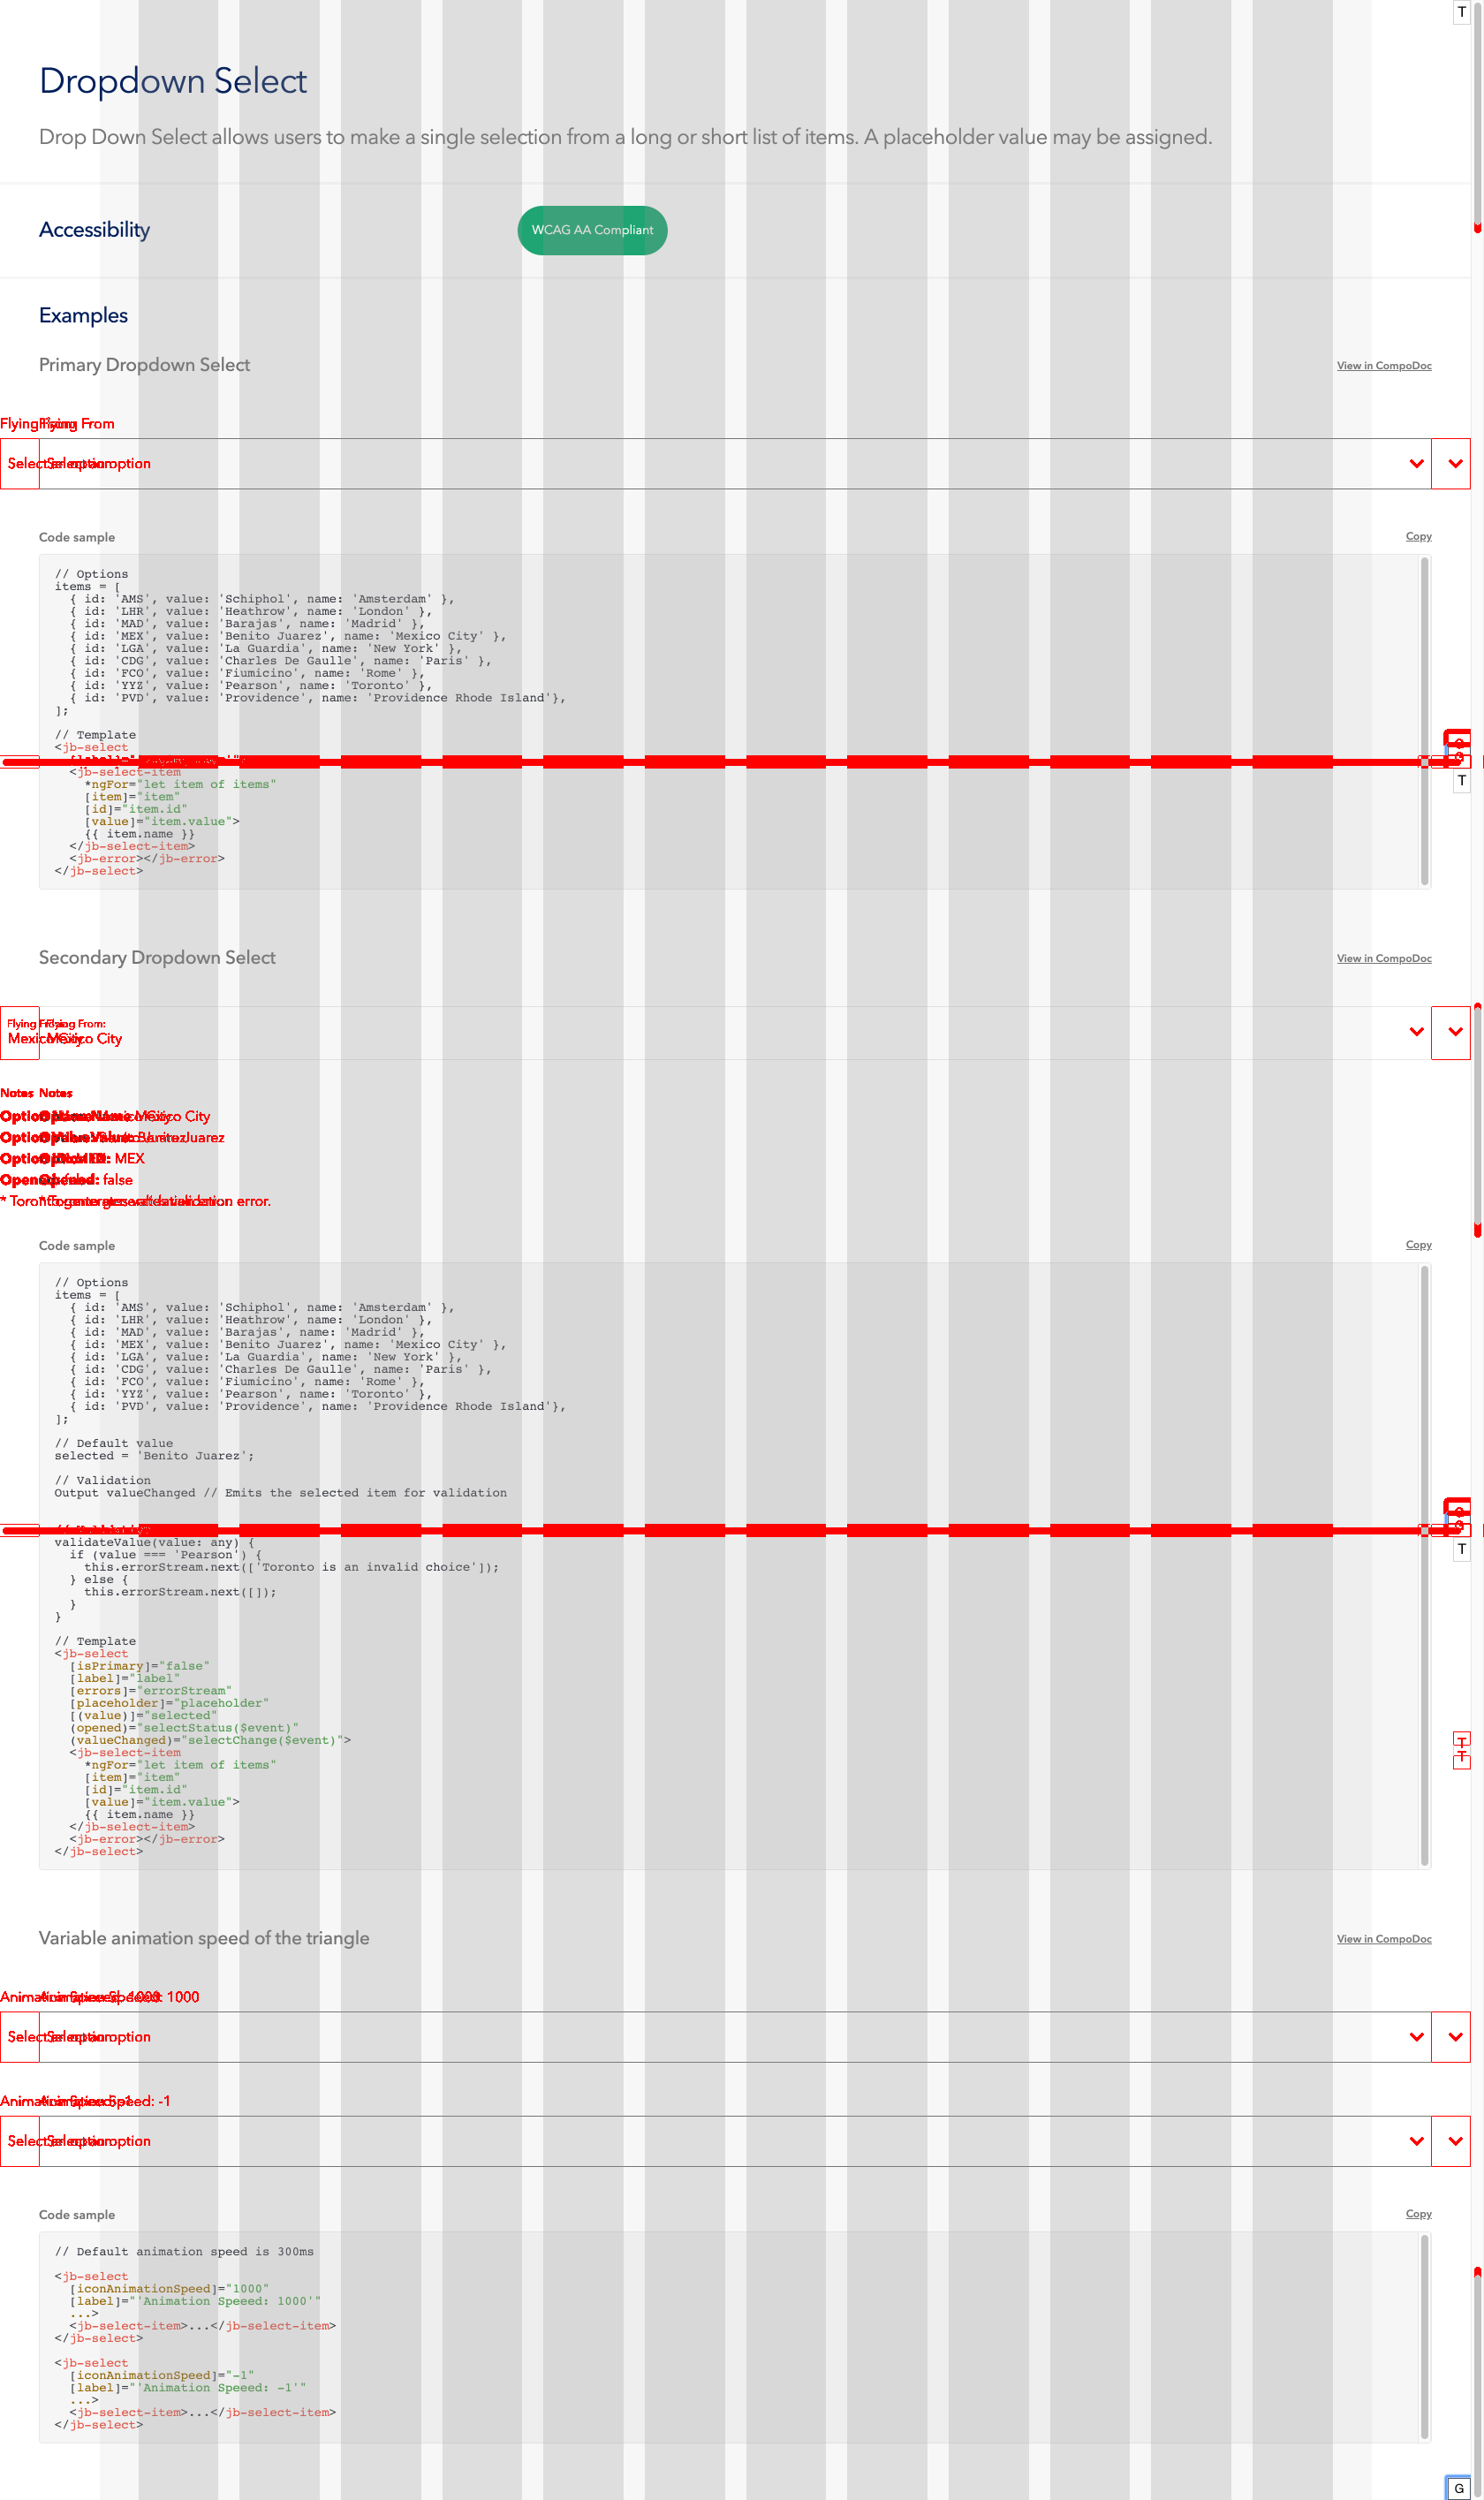 T
Dropdown Select
Drop Down Select allows users to make a single selection from a long or short list of items. A placeholder value may be assigned.
Accessibility
WCAG AA Compliant
Examples
Primary Dropdown Select
View in CompoDoc
Flying From
Select an option
Code sample
Copy
// Options
items = [
{ id: 'AMS', value: 'Schiphol', name: 'Amsterdam' },
{ id: 'LHR', value: 'Heathrow', name: 'London' },
{ id: 'MAD', value: 'Barajas', name: 'Madrid' },
{ id: 'MEX', value: 'Benito Juarez', name: 'Mexico City' },
{ id: 'LGA', value: 'La Guardia', name: 'New York' },
{ id: 'CDG', value: 'Charles De Gaulle', name: 'Paris' },
{ id: 'FCO', value: 'Fiumicino', name: 'Rome' },
{ id: 'YYZ', value: 'Pearson', name: 'Toronto' },
{ id: 'PVD', value: 'Providence', name: 'Providence Rhode Island'},
];
// Template
<jb-select
<jb-select-item
*ngFor="let item of items"
[item]="item"
[id]="item.id"
[value]="item.value">
{{ item.name }}
</jb-select-item>
<jb-error></jb-error>
</jb-select>
T
Secondary Dropdown Select
View in CompoDoc
Flying From:
Mexico City
Notes
Option Name: Mexico City
Option Value: Benito Juarez
Option ID: MEX
Opened: false
* Toronto generates validation error.
Code sample
Copy
// Options
items = [
{ id: 'AMS', value: 'Schiphol', name: 'Amsterdam' },
{ id: 'LHR', value: 'Heathrow', name: 'London' },
{ id: 'MAD', value: 'Barajas', name: 'Madrid' },
{ id: 'MEX', value: 'Benito Juarez', name: 'Mexico City' },
{ id: 'LGA', value: 'La Guardia', name: 'New York' },
{ id: 'CDG', value: 'Charles De Gaulle', name: 'Paris' },
{ id: 'FCO', value: 'Fiumicino', name: 'Rome' },
{ id: 'YYZ', value: 'Pearson', name: 'Toronto' },
{ id: 'PVD', value: 'Providence', name: 'Providence Rhode Island'},
];
// Default value
selected = 'Benito Juarez';
// Validation
Output valueChanged // Emits the selected item for validation
validateValue(value: any) {
if (value === 'Pearson') {
this.errorStream.next(['Toronto is an invalid choice']);
} else {
this.errorStream.next([]);
}
}
T
// Template
<jb-select
[isPrimary]="false"
[label]="label"
[errors]="errorStream"
[placeholder]="placeholder"
[(value)]="selected"
(opened)="selectStatus($event)"
(valueChanged)="selectChange($event)">
<jb-select-item
*ngFor="let item of items"
[item]="item"
[id]="item.id"
[value]="item.value">
{{ item.name }}
</jb-select-item>
<jb-error></jb-error>
</jb-select>
T
T
Variable animation speed of the triangle
View in CompoDoc
Animation Speed: 1000
Select an option
Animation Speed: -1
Select an option
Code sample
Copy
// Default animation speed is 300ms
<jb-select
[iconAnimationSpeed]="1000"
[label]="'Animation Speeed: 1000'"
...>
<jb-select-item>...</jb-select-item>
</jb-select>
<jb-select
[iconAnimationSpeed]="-1"
[label]="'Animation Speeed: -1'"
...>
<jb-select-item>...</jb-select-item>
</jb-select>
G